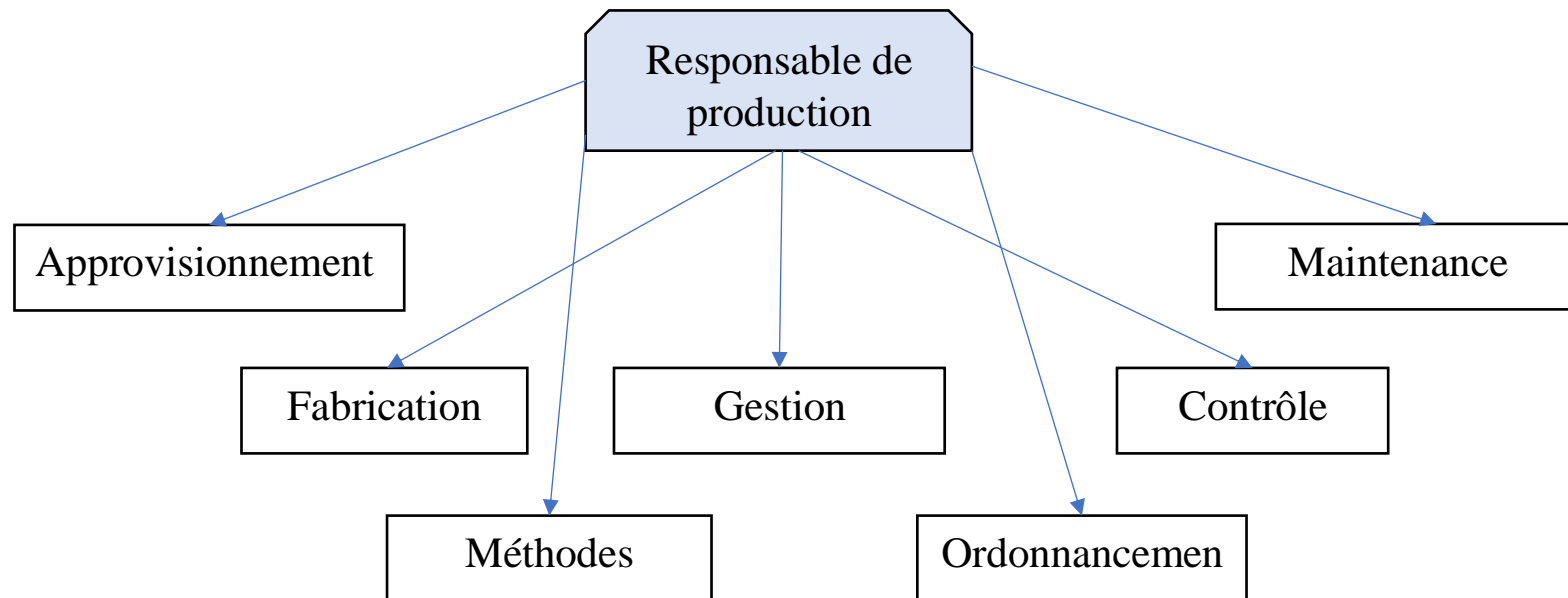 Responsable de
production
Approvisionnement
Maintenance
Fabrication
Gestion
Contrôle
Méthodes
Ordonnancemen